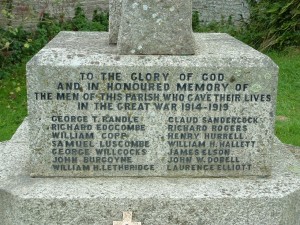 TO THE GLORY OF GOD
AND IN HONOURED MEMORY OF
THE MEN OF THIS PARISH, WHO GAVE THEIR LIVES
IN THE GREAT WAR 1914-1919
GEORGE T. RANDLE
RICHARD EDGCOMBE
WILLIAM COPP
SAMUEL LUSCOMBE
GEORGE WILLCOCKS
JOHN BURGOYNE
WILLIAM H. LETHBRIDGE
CLAUD SANDERCOCK
RICHARD ROGERS
HENRY HURRELL
WILLIAM H. HALLETT
JAMES ELSON
JOHN W. DOBELL
LAURENCE ELLIOTT